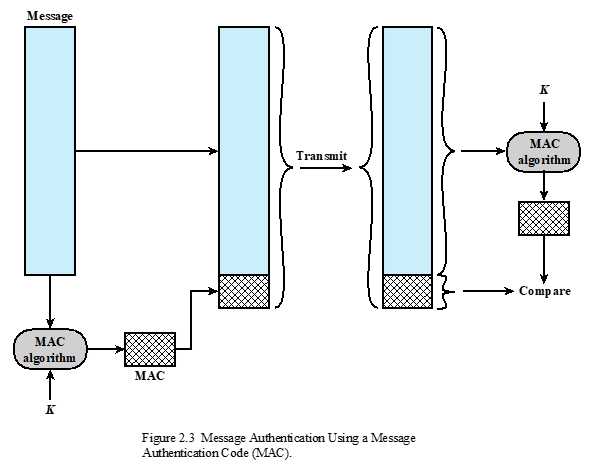 Message
K
MAC
algorithm
Transmit
Compare
MAC
algorithm
MAC
K
Figure 2.3 Message Authentication Using a Message
Authentication Code (MAC).